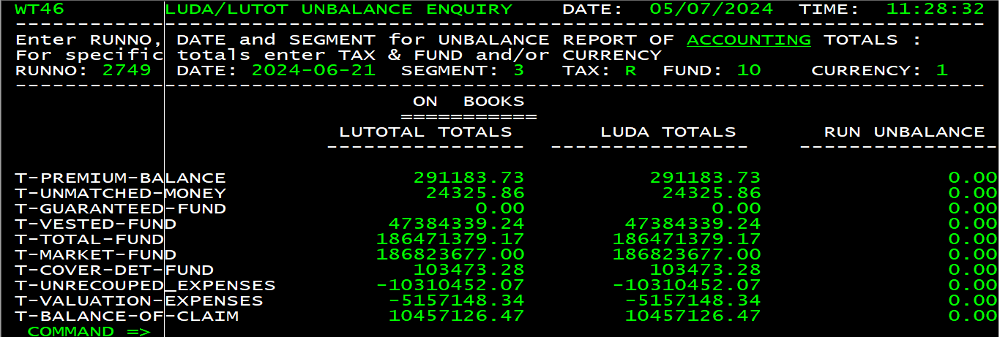 WT46 LUDA/LUTOT UNBALANCE ENQUIRY DATE: 05/07/2024 TIME: 11:28:32
------------------------------------------------------------------------------
Enter RUNNO, DATE and SEGMENT for UNBALANCE REPORT OF ACCOUNTING TOTALS :
For specific totals enter TAX & FUND and/or CURRENCY
RUNNO: 2749 DATE: 2024-06-21 SEGMENT: 3 TAX: R FUND: 10 CURRENCY: 1
------------------------------------------------------------------------------
ON BOOKS
===========
LUTOTAL TOTALS LUDA TOTALS RUN UNBALANCE
---------------- ---------------- ----------------
T-PREMIUM-BALANCE 291183.73 291183.73 0.00
T-UNMATCHED-MONEY 24325.86 24325.86 0.00
T-GUARANTEED-FUND 0.00 0.00 0.00
T-VESTED-FUND 47384339.24 47384339.24 0.00
T-TOTAL-FUND 186471379.17 186471379.17 0.00
T-MARKET-FUND 186823677.00 186823677.00 0.00
T-COVER-DET-FUND 103473.28 103473.28 0.00
T-UNRECOUPED_EXPENSES -10310452.07 -10310452.07 0.00
T-VALUATION-EXPENSES -5157148.34 -5157148.34 0.00
T-BALANCE-OF-CLAIM 10457126.47 10457126.47 0.00
COMMAND =>